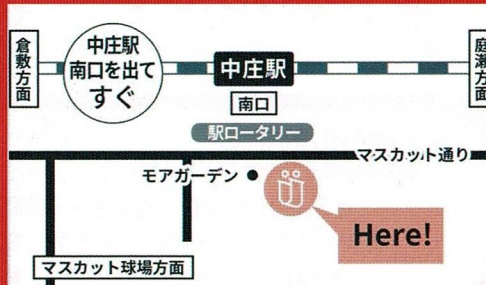 倉敷方面
中庄駅
南口を出て
すぐ
中庄駅
庭瀬方面
南口
駅ロータリー
マスカット通り
モアガーデン
Here!
マスカット球場方面